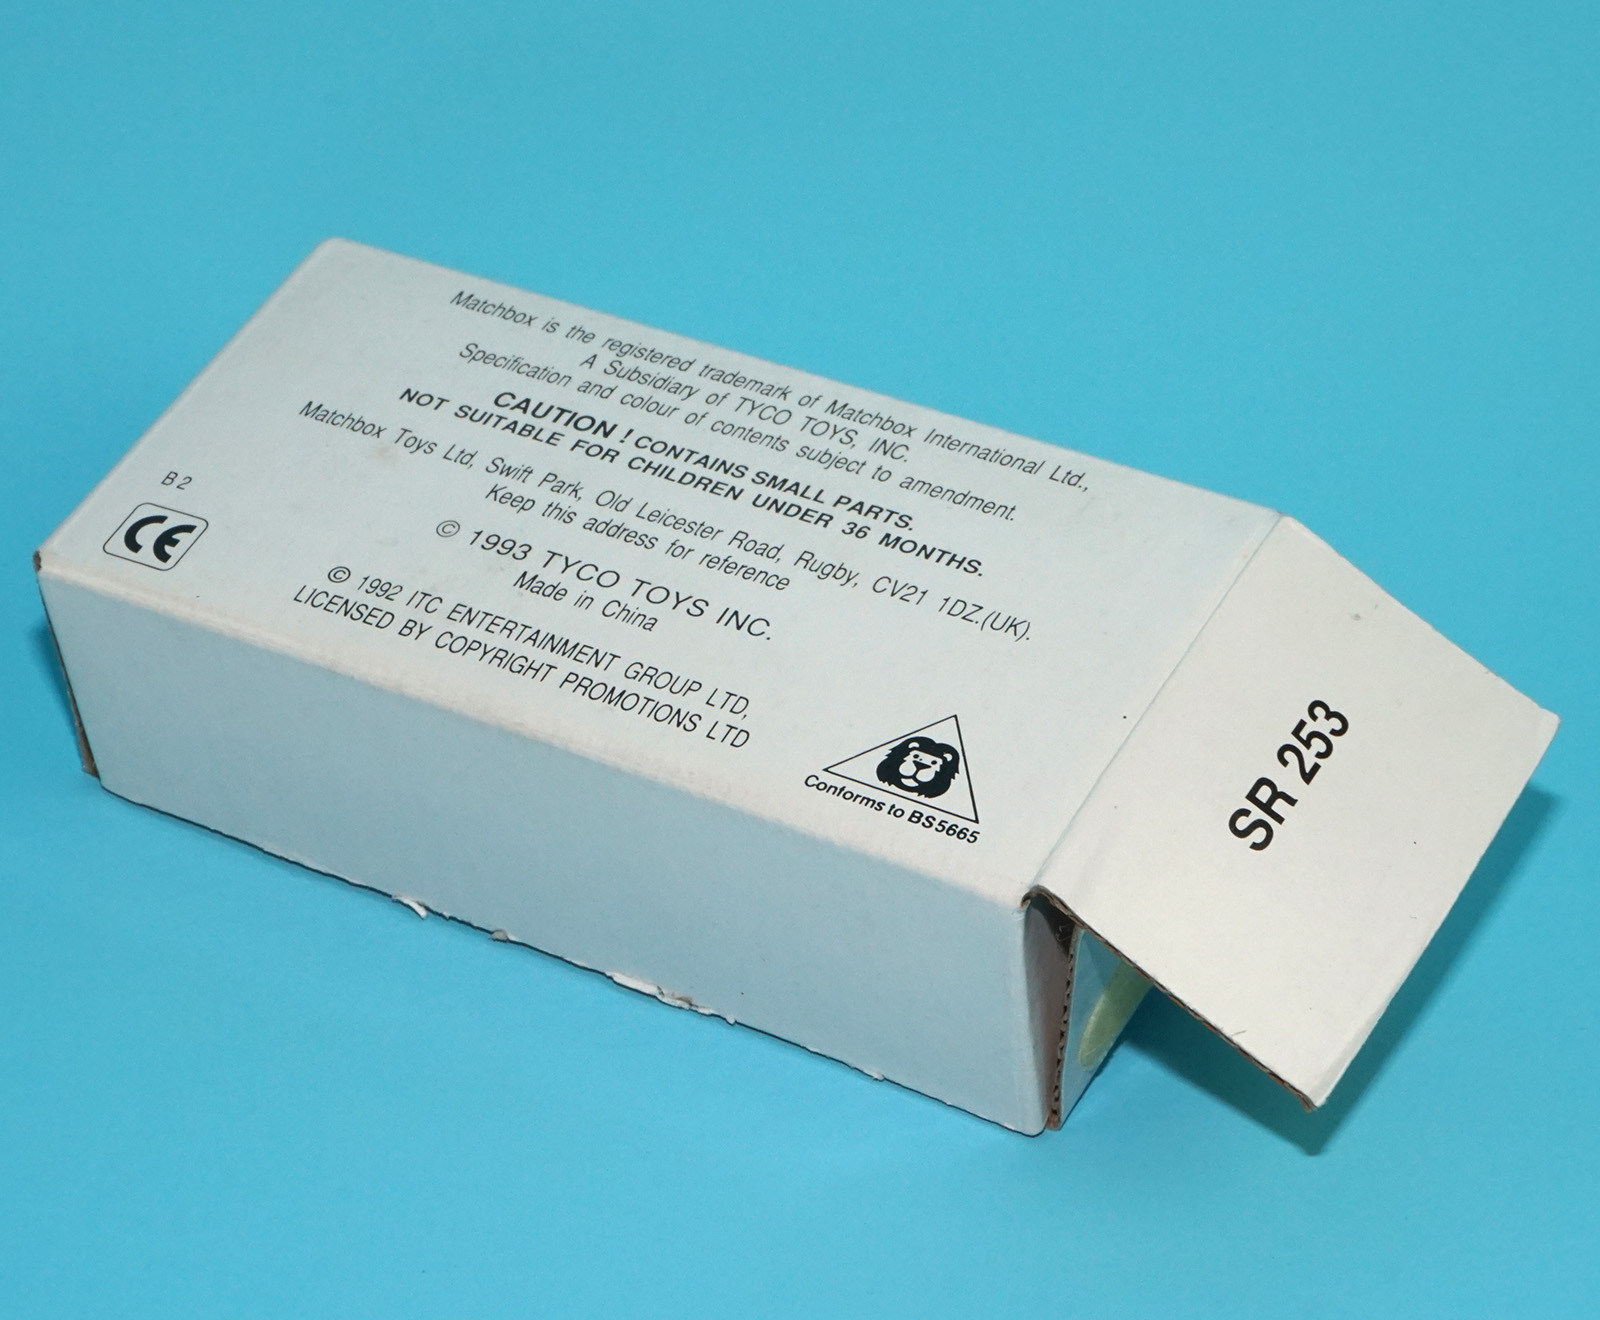 Matchbox is the registered trademark of Matchbox International Ltd.,
A Subsidiary of TYCO TOYS, INC.
Specification and colour of contents subject to amendment.
CAUTION ! CONTAINS SMALL PARTS.
NOT SUITABLE FOR CHILDREN UNDER 36 MONTHS.
Matchbox Toys Ltd, Swift Park, Old Leicester Road, Rugby, CV21 1DZ.(UK).
Keep this address for reference
© 1993 TYCO TOYS INC.
Made in China
© 1992 ITC ENTERTAINMENT GROUP LTD,
LICENSED BY COPYRIGHT PROMOTIONS LTD
B 2
CE
Conforms to BS5665
SR 253